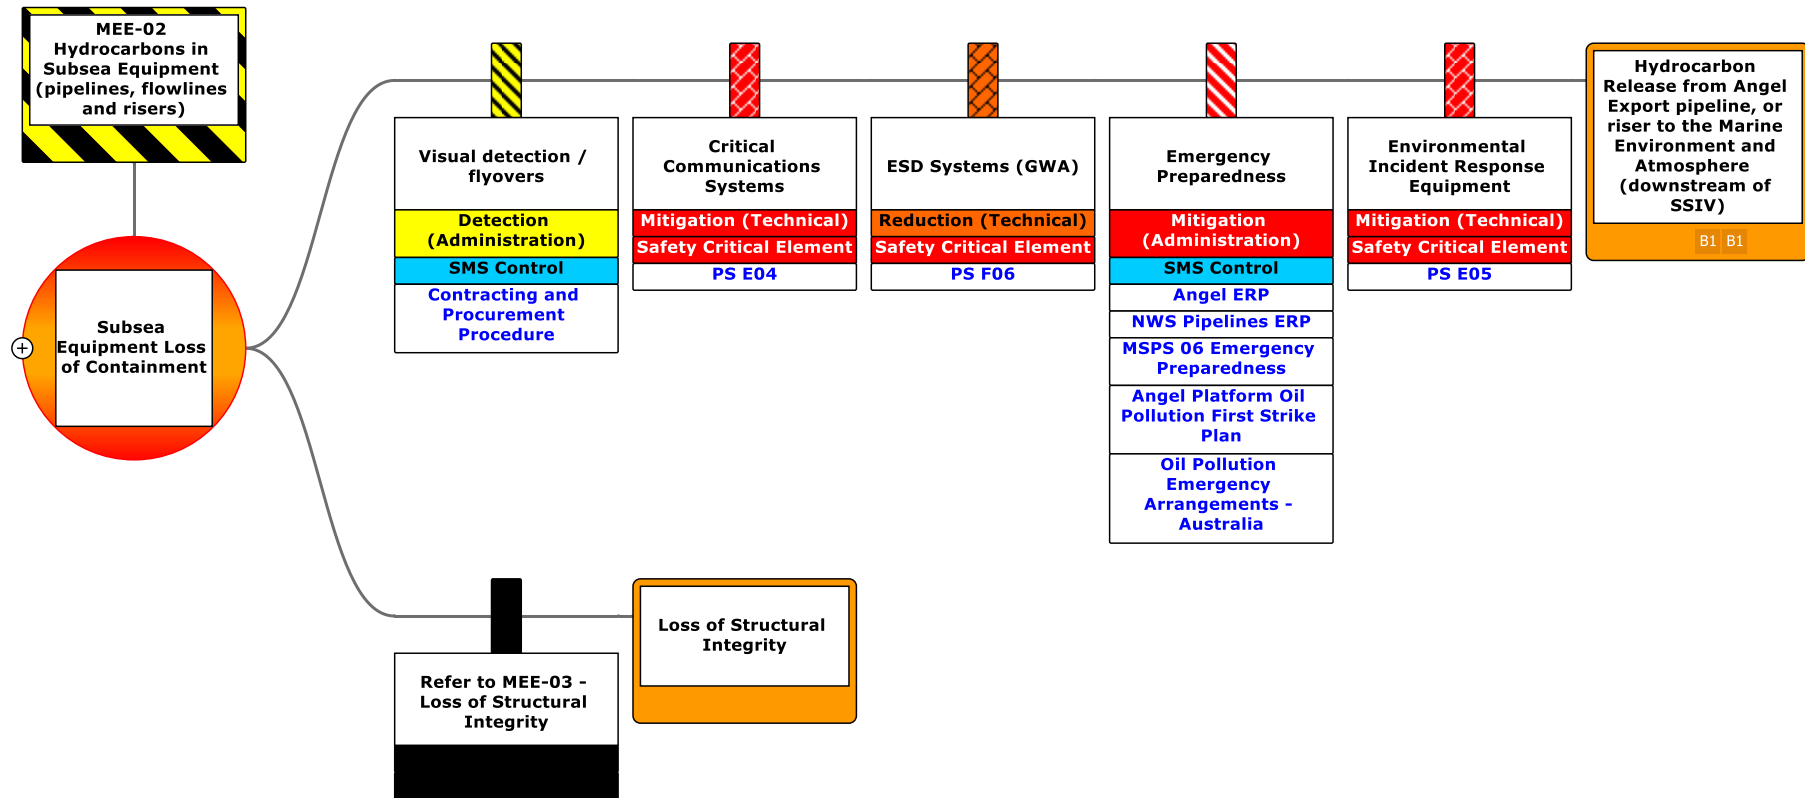 MEE-02
Hydrocarbons in
Subsea Equipment
(pipelines, flowlines
and risers)
Subsea
Equipment Loss
of Containment
+
Visual detection /
flyovers
Detection
(Administration)
SMS Control
Contracting and
Procurement
Procedure
Critical
Communications
Systems
Mitigation (Technical)
Safety Critical Element
PS E04
ESD Systems (GWA)
Reduction (Technical)
Safety Critical Element
PS F06
Emergency
Preparedness
Mitigation
(Administration)
SMS Control
Angel ERP
NWS Pipelines ERP
MSPS 06 Emergency
Preparedness
Angel Platform Oil
Pollution First Strike
Plan
Oil Pollution
Emergency
Arrangements -
Australia
Environmental
Incident Response
Equipment
Mitigation (Technical)
Safety Critical Element
PS E05
Hydrocarbon
Release from Angel
Export pipeline, or
riser to the Marine
Environment and
Atmosphere
(downstream of
SSIV)
B1 B1
Refer to MEE-03 -
Loss of Structural
Integrity
Loss of Structural
Integrity